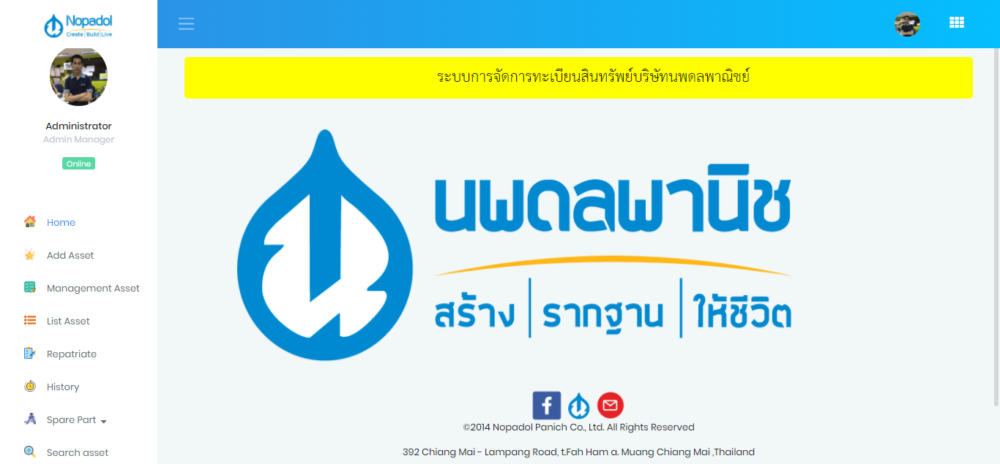 Nopadol
Create | Build | Live
Administrator
Admin Manager
Online
Home
Add Asset
Management Asset
List Asset
Repatriate
History
Spare Part
Search asset
ระบบการจัดการทะเบียนสินทรัพย์บริษัทนพดลพาณิชย์
นพดลพานิช
สร้าง | รากฐาน | ให้ชีวิต
©2014 Nopadol Panich Co., Ltd. All Rights Reserved
392 Chiang Mai - Lampang Road, t.Fah Ham a. Muang Chiang Mai ,Thailand